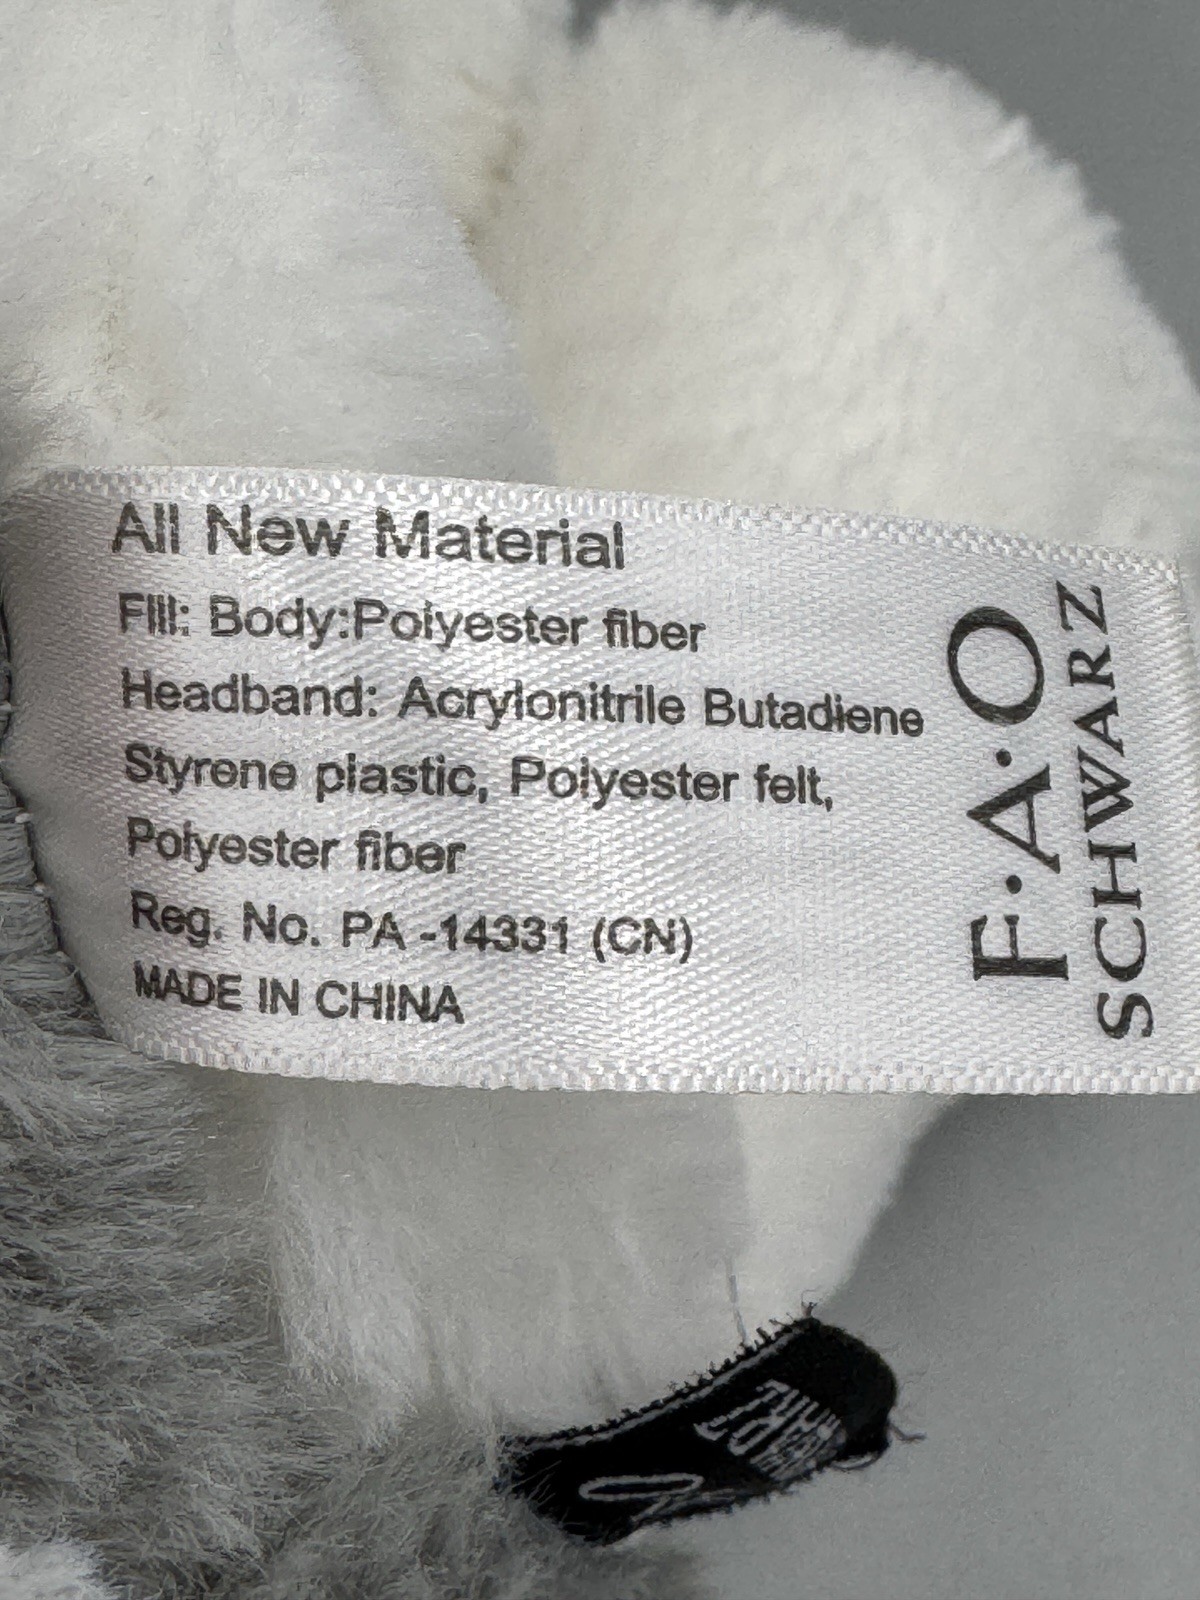 All New Material
Fill: Body:Polyester fiber
Headband: Acrylonitrile Butadiene
Styrene plastic, Polyester felt,
Polyester fiber
Reg. No. PA -14331 (CN)
MADE IN CHINA
F·A·O
SCHWARZ